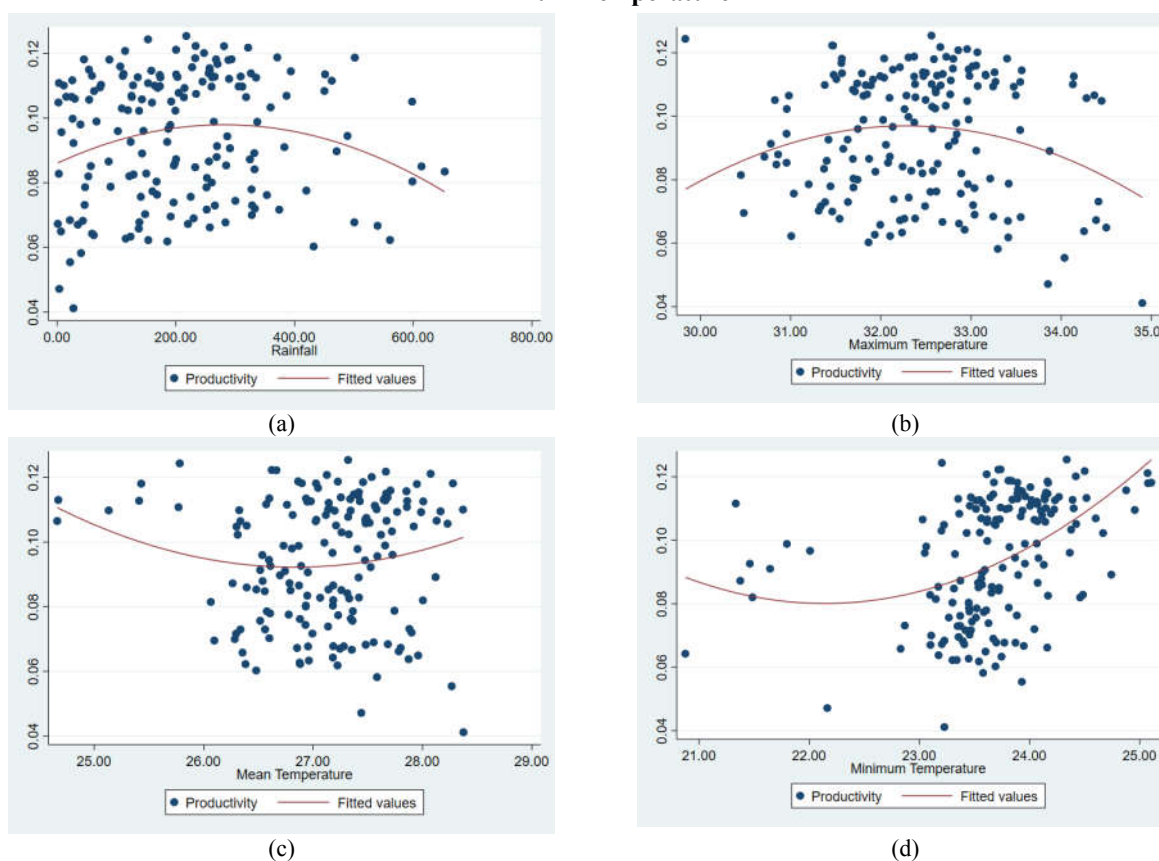 0.12
0.10
0.08
0.06
0.04
0.00 200.00 400.00 600.00 800.00
Rainfall
Productivity Fitted values
(a)
0.12
0.10
0.08
0.06
0.04
30.00 31.00 32.00 33.00 34.00 35.0
Maximum Temperature
Productivity Fitted values
(b)
0.12
0.10
0.08
0.06
0.04
25.00 26.00 27.00 28.00 29.00
Mean Temperature
Productivity Fitted values
(c)
0.12
0.10
0.08
0.06
0.04
21.00 22.00 23.00 24.00 25.00
Minimum Temperature
Productivity Fitted values
(d)